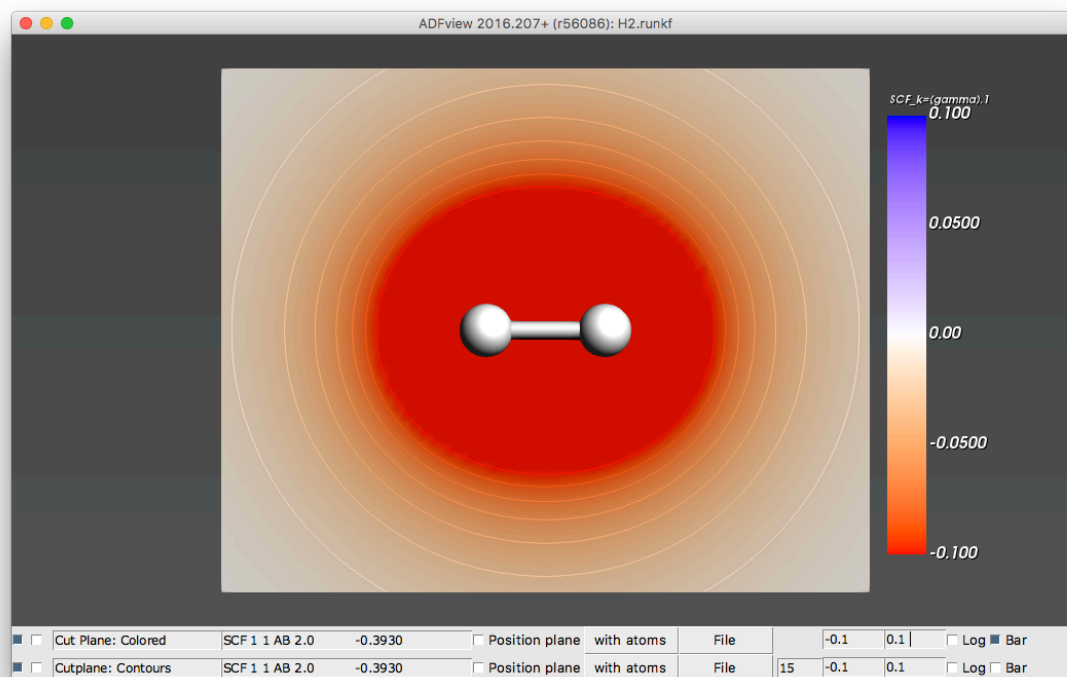 ADFview 2016.207+ (r56086): H2.runkf
SCF_k=(gamma).1
0.100
0.0500
0.00
-0.0500
-0.100
Cut Plane: Colored SCF 1 1 AB 2.0 -0.3930 Position plane with atoms File -0.1 0.1 Log Bar
Cutplane: Contours SCF 1 1 AB 2.0 -0.3930 Position plane with atoms File 15 -0.1 0.1 Log Bar